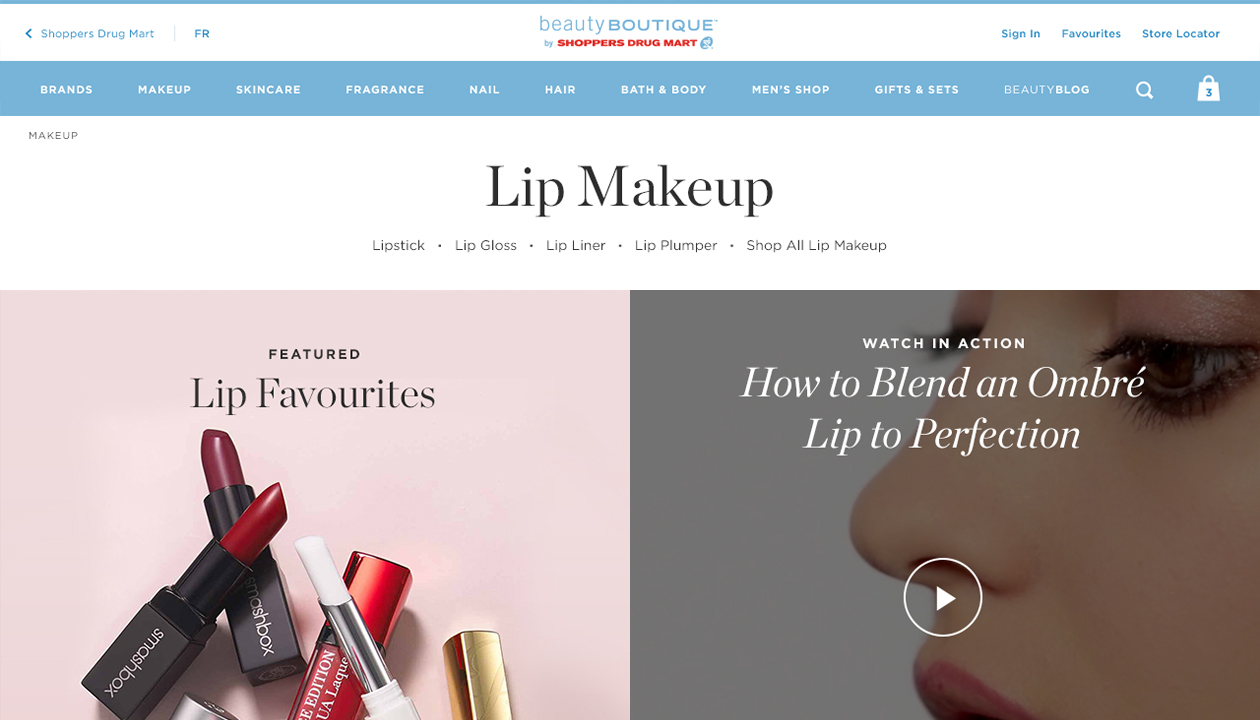 Shoppers Drug Mart
FR
beautyBOUTIQUE™
by SHOPPERS DRUG MART
Sign In
Favourites
Store Locator
BRANDS
MAKEUP
SKINCARE
FRAGRANCE
NAIL
HAIR
BATH & BODY
MEN'S SHOP
GIFTS & SETS
BEAUTYBLOG
3
MAKEUP
Lip Makeup
Lipstick • Lip Gloss • Lip Liner • Lip Plumper • Shop All Lip Makeup
FEATURED
Lip Favourites
smashbox
smashbox
EDITION
Laque
WATCH IN ACTION
How to Blend an Ombré
Lip to Perfection